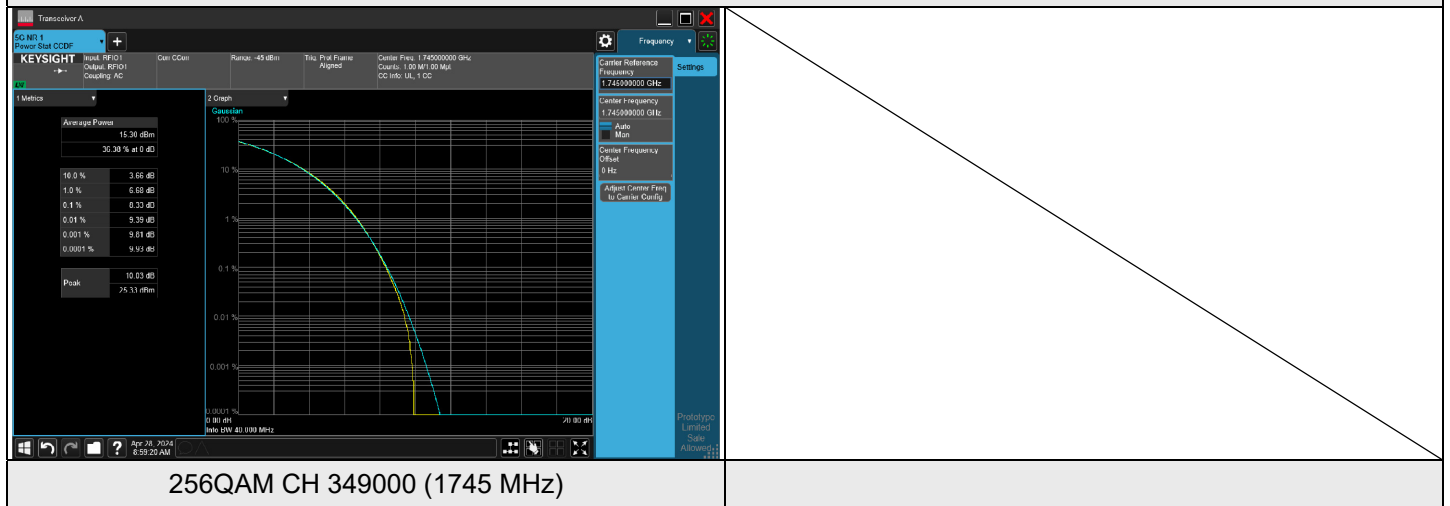 Transceiver A
5G NR 1
Power Stat CCDF
+
Frequency
KEYSIGHT
Input: RFIO1
Output: RFIO1
Coupling: AC
Corr CCorr
Range: -45 dBm
Trig: Prdl Frame
Aligned
Center Freq: 1.745000000 GHz
Counts: 1.00 M/1.00 Mpt
CC Info: UL, 1 CC
Carrier Reference
Frequency
1.745000000 GHz
Settings
Center Frequency
1.745000000 GHz
Auto
Man
Center Frequency
Offset
0 Hz
Adjust Center Freq
to Carrier Config
1 Metrics
Average Power
15.30 dBm
36.38 % at 0 dB
10.0 % 3.66 dB
1.0 % 6.68 dB
0.1 % 8.33 dB
0.01 % 9.39 dB
0.001 % 9.81 dB
0.0001 % 9.93 dB
Peak
10.03 dB
25.33 dBm
2 Graph
Gaussian
100 %
10 %
1 %
0.1 %
0.01 %
0.001 %
0.0001 %
0.00 dB
20.00 dB
Info BW 40.000 MHz
Prototype
Limited
Sale
Allowed
?
Apr 28, 2024
8:59:20 AM
256QAM CH 349000 (1745 MHz)